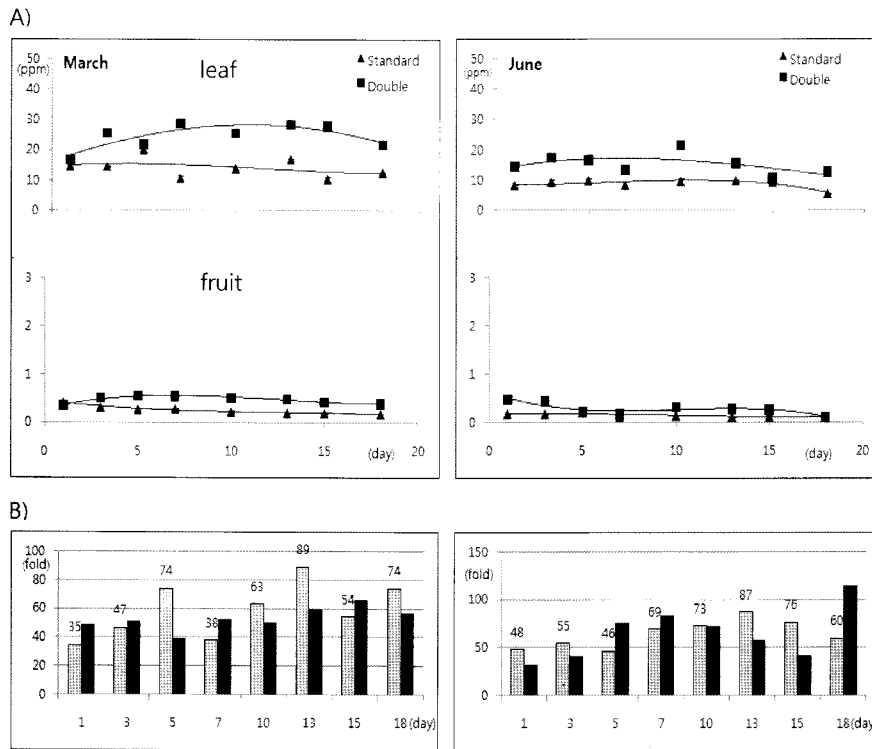 A)
March
leaf
▲ Standard
■ Double
50
(ppm)
40
30
20
10
0
fruit
3
2
1
0
0 5 10 15 20
(day)
June
▲ Standard
■ Double
50
(ppm)
40
30
20
10
0
3
2
1
0
0 5 10 15 20
(day)
B)
100
(fold)
80
60
40
20
0
35 47 74 38 63 89 54 74
1 3 5 7 10 13 15 18 (day)
150
(fold)
100
50
0
48 55 46 69 73 87 76 60
1 3 5 7 10 13 15 18 (day)